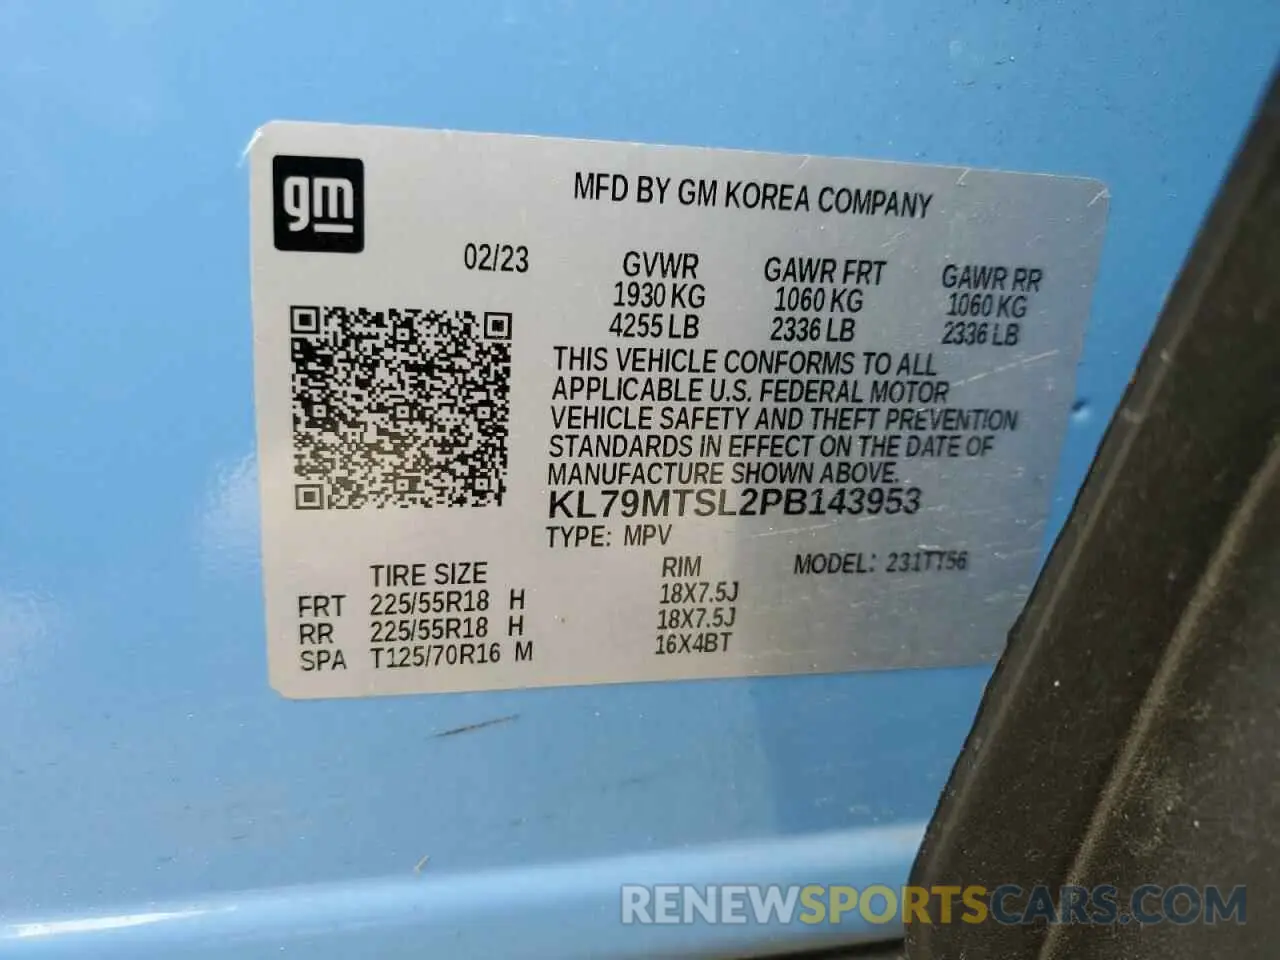 gm
MFD BY GM KOREA COMPANY
02/23
GVWR GAWR FRT GAWR RR
1930 KG 1060 KG 1060 KG
4255 LB 2336 LB 2336 LB
THIS VEHICLE CONFORMS TO ALL
APPLICABLE U.S. FEDERAL MOTOR
VEHICLE SAFETY AND THEFT PREVENTION
STANDARDS IN EFFECT ON THE DATE OF
MANUFACTURE SHOWN ABOVE.
KL79MTSL2PB143953
TYPE: MPV
MODEL: 231TT56
TIRE SIZE RIM
FRT 225/55R18 H 18X7.5J
RR 225/55R18 H 18X7.5J
SPA T125/70R16 M 16X4BT
RENEWSPORTSCARS.COM